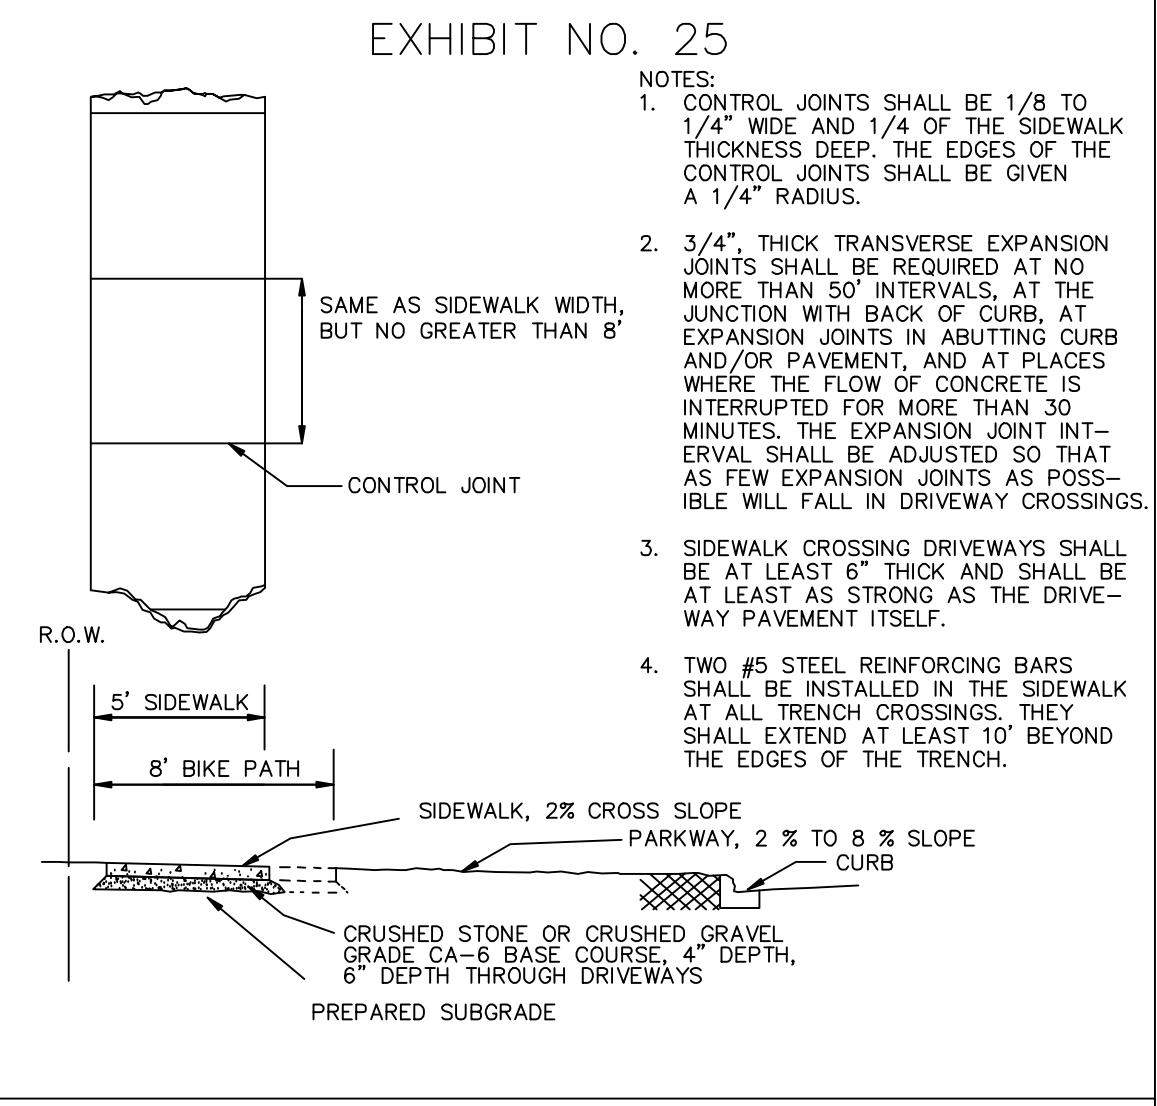 EXHIBIT NO. 25
NOTES:
1. CONTROL JOINTS SHALL BE 1/8 TO
1/4" WIDE AND 1/4 OF THE SIDEWALK
THICKNESS DEEP. THE EDGES OF THE
CONTROL JOINTS SHALL BE GIVEN
A 1/4" RADIUS.
2. 3/4", THICK TRANSVERSE EXPANSION
JOINTS SHALL BE REQUIRED AT NO
MORE THAN 50' INTERVALS, AT THE
JUNCTION WITH BACK OF CURB, AT
EXPANSION JOINTS IN ABUTTING CURB
AND/OR PAVEMENT, AND AT PLACES
WHERE THE FLOW OF CONCRETE IS
INTERRUPTED FOR MORE THAN 30
MINUTES. THE EXPANSION JOINT INT-
ERVAL SHALL BE ADJUSTED SO THAT
AS FEW EXPANSION JOINTS AS POSS-
IBLE WILL FALL IN DRIVEWAY CROSSINGS.
3. SIDEWALK CROSSING DRIVEWAYS SHALL
BE AT LEAST 6" THICK AND SHALL BE
AT LEAST AS STRONG AS THE DRIVE-
WAY PAVEMENT ITSELF.
4. TWO #5 STEEL REINFORCING BARS
SHALL BE INSTALLED IN THE SIDEWALK
AT ALL TRENCH CROSSINGS. THEY
SHALL EXTEND AT LEAST 10' BEYOND
THE EDGES OF THE TRENCH.
SAME AS SIDEWALK WIDTH,
BUT NO GREATER THAN 8'
CONTROL JOINT
R.O.W.
5' SIDEWALK
8' BIKE PATH
SIDEWALK, 2% CROSS SLOPE
PARKWAY, 2 % TO 8 % SLOPE
CURB
CRUSHED STONE OR CRUSHED GRAVEL
GRADE CA-6 BASE COURSE, 4" DEPTH,
6" DEPTH THROUGH DRIVEWAYS
PREPARED SUBGRADE